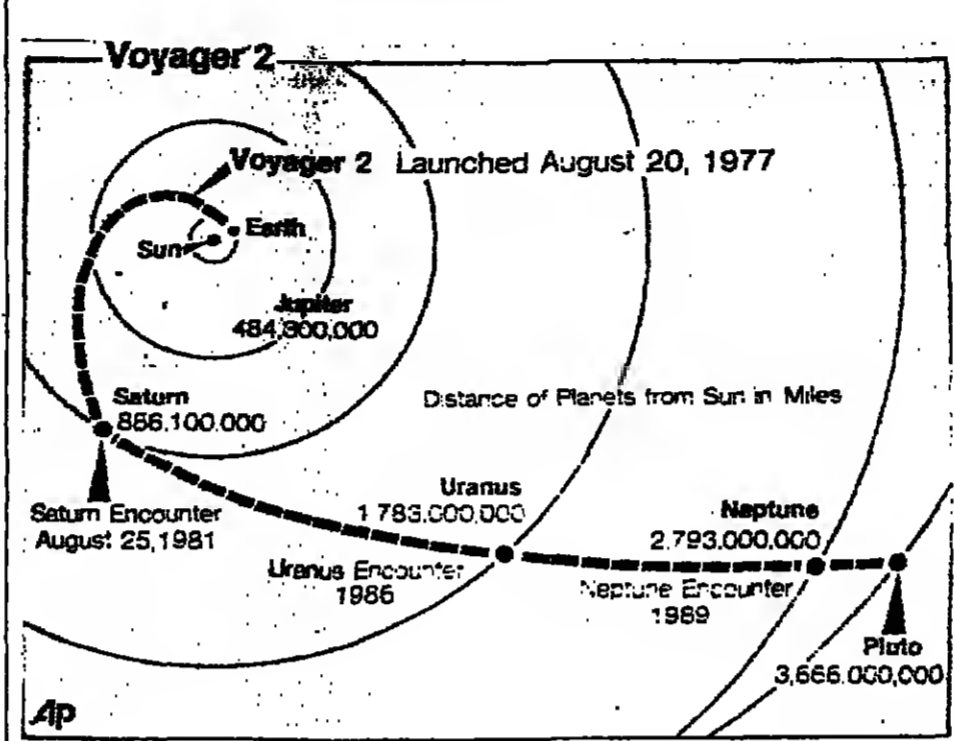 Voyager 2
Voyager 2 Launched August 20, 1977
Earth
Sun
Jupiter
484,300,000
Saturn
886.100.000
Distance of Planets from Sun in Miles
Saturn Encounter
August 25,1981
Uranus
1 783.000,000
Uranus Encounter
1986
Neptune
2.793.000,000
Neptune Encounter
1989
Pluto
3,666.000,000
Ap